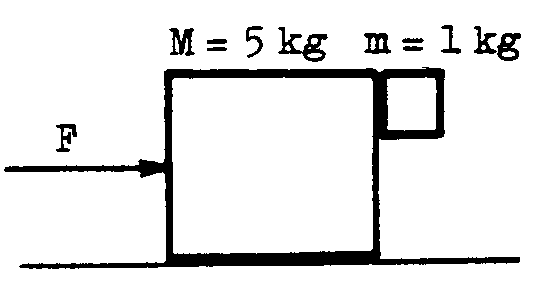 M = 5 kg m = 1 kg
F